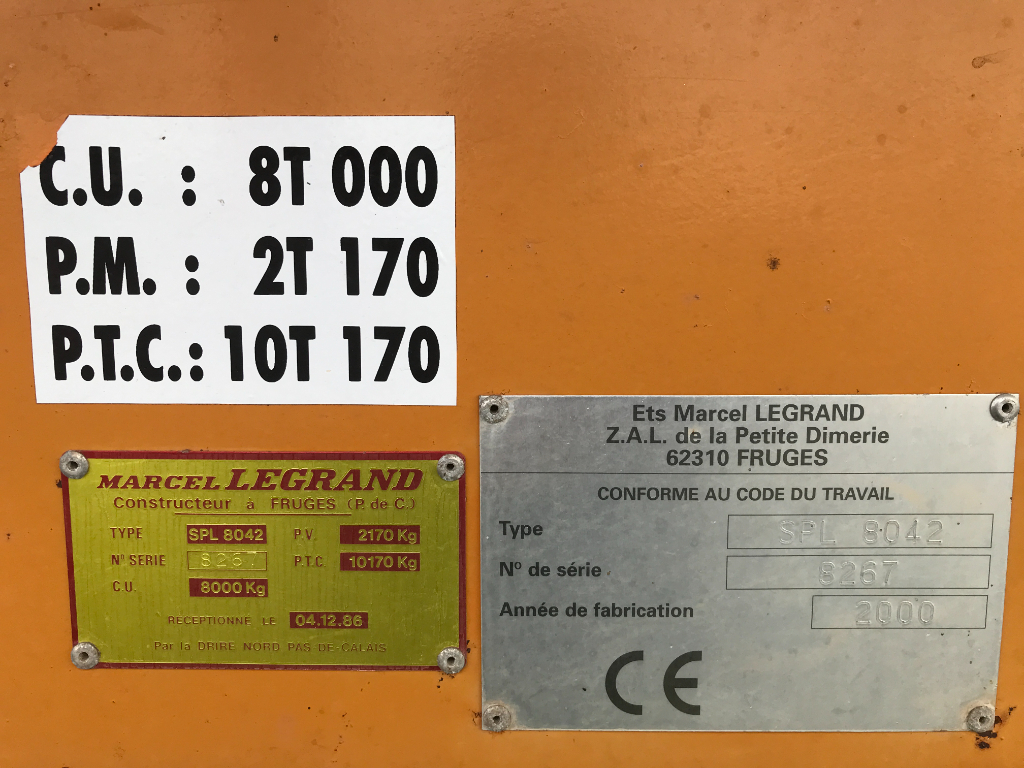 C.U. : 8T 000
P.M. : 2T 170
P.T.C. : 10T 170
MARCEL LEGRAND
Constructeur à FRUGES (P. de C.)
TYPE SPL 8042 P.V. 2170 Kg
N° SERIE 8267 P.T.C 10170 Kg
C.U. 8000 Kg
RECEPTIONNE LE 04.12.86
Par la DRIRE NORD PAS-DE-CALAIS
Ets Marcel LEGRAND
Z.A.L. de la Petite Dimerie
62310 FRUGES
CONFORME AU CODE DU TRAVAIL
Type SPL 8042
N° de série 8267
Année de fabrication 2000
CE